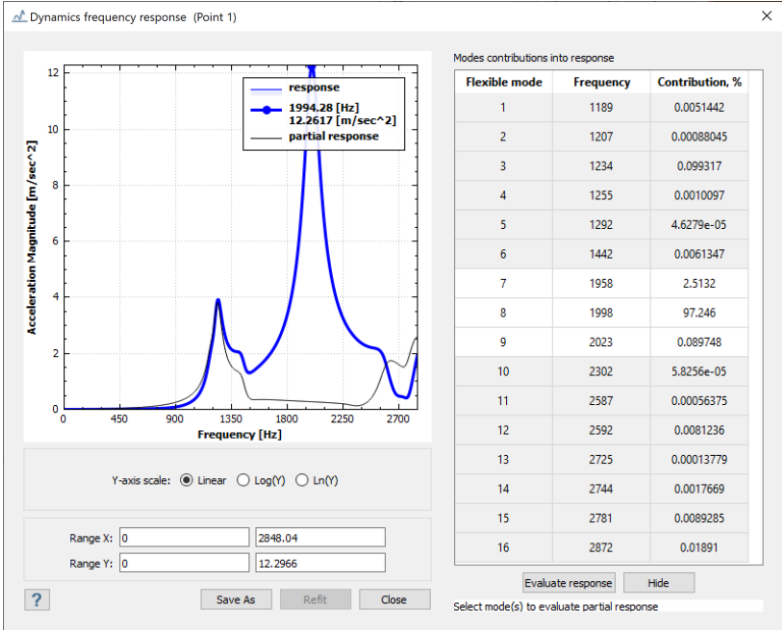 Dynamics frequency response (Point 1)
12
10
8
6
4
2
0
0 450 900 1350 1800 2250 2700
Acceleration Magnitude [m/sec^2]
Frequency [Hz]
response
1994.28 [Hz]
12.2617 [m/sec^2]
partial response
Y-axis scale: Linear Log(Y) Ln(Y)
Range X: 0 2848.04
Range Y: 0 12.2966
? Save As Refit Close
Modes contributions into response
Flexible mode Frequency Contribution, %
1 1189 0.0051442
2 1207 0.00088045
3 1234 0.099317
4 1255 0.0010097
5 1292 4.6279e-05
6 1442 0.0061347
7 1958 2.5132
8 1998 97.246
9 2023 0.089748
10 2302 5.8256e-05
11 2587 0.00056375
12 2592 0.0081236
13 2725 0.00013779
14 2744 0.0017669
15 2781 0.0089285
16 2872 0.01891
Evaluate response Hide
Select mode(s) to evaluate partial response